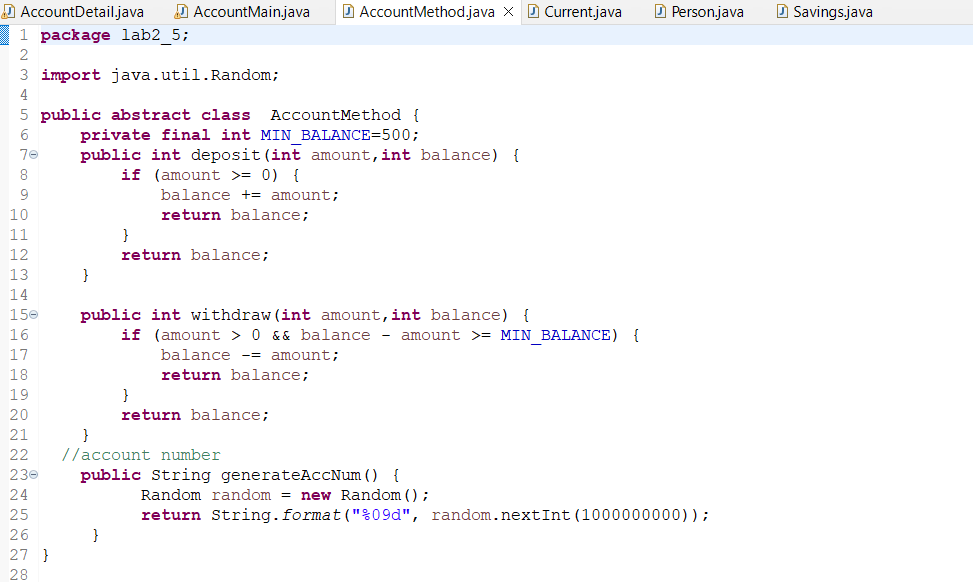 AccountDetail.java AccountMain.java AccountMethod.java Current.java Person.java Savings.java
1 package lab2_5;
2
3 import java.util.Random;
4
5 public abstract class  AccountMethod {
6     private final int MIN_BALANCE=500;
7     public int deposit(int amount,int balance) {
8         if (amount >= 0) {
9             balance += amount;
10             return balance;
11         }
12         return balance;
13     }
14
15     public int withdraw(int amount,int balance) {
16         if (amount > 0 && balance - amount >= MIN_BALANCE) {
17             balance -= amount;
18             return balance;
19         }
20         return balance;
21     }
22   //account number
23     public String generateAccNum() {
24           Random random = new Random();
25           return String.format("%09d", random.nextInt(1000000000));
26      }
27 }
28